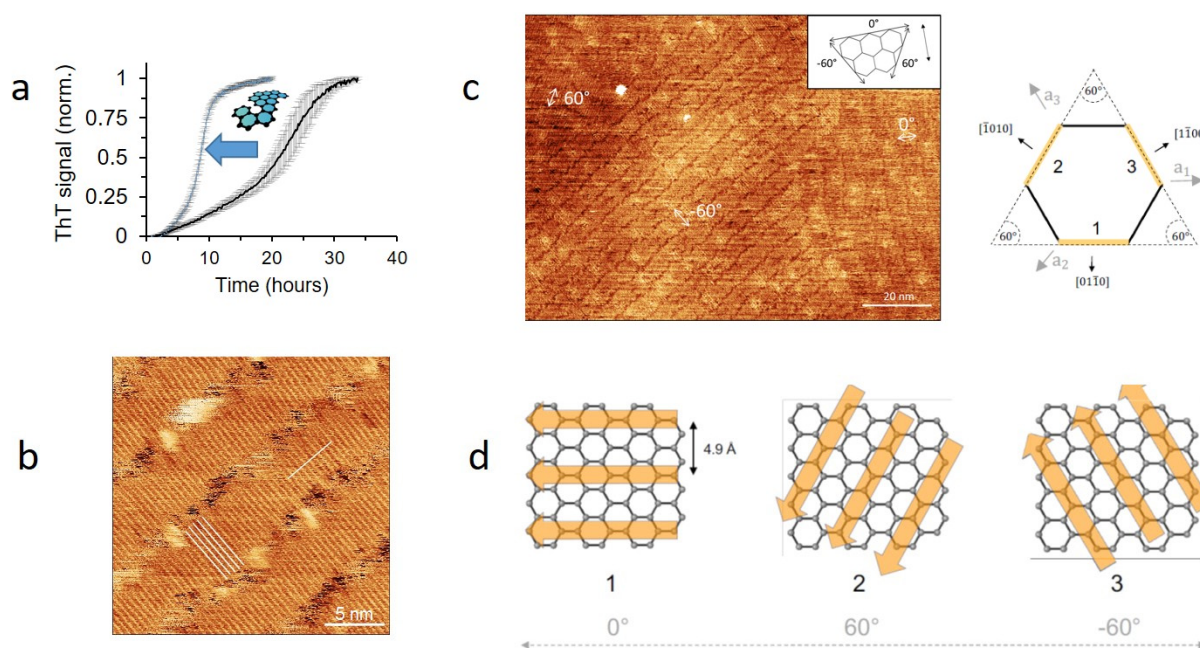 a
ThT signal (norm.)
1
0.75
0.5
0.25
0
0 10 20 30 40
Time (hours)
b
5 nm
c
60°
0°
-60°
20 nm
0°
-60°
60°
60°
a₃
[1̄010]
[11̄00]
2
3
a₁
1
60°
60°
a₂
[011̄0]
d
4.9 Å
1
2
3
0°
60°
-60°